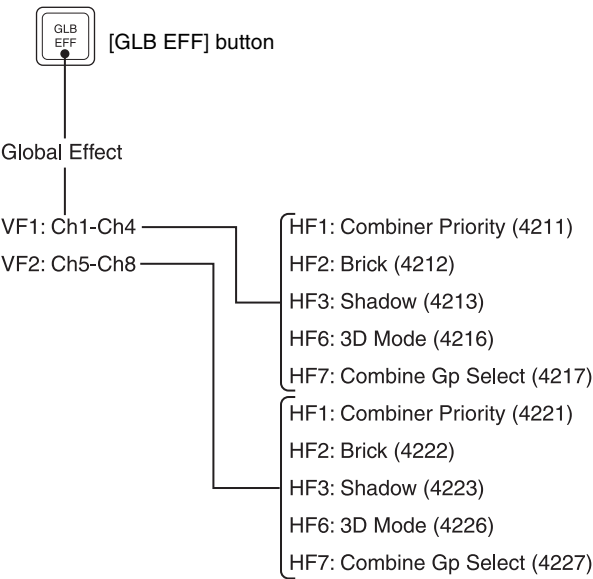 GLB
EFF
[GLB EFF] button
Global Effect
VF1: Ch1-Ch4
VF2: Ch5-Ch8
HF1: Combiner Priority (4211)
HF2: Brick (4212)
HF3: Shadow (4213)
HF6: 3D Mode (4216)
HF7: Combine Gp Select (4217)
HF1: Combiner Priority (4221)
HF2: Brick (4222)
HF3: Shadow (4223)
HF6: 3D Mode (4226)
HF7: Combine Gp Select (4227)